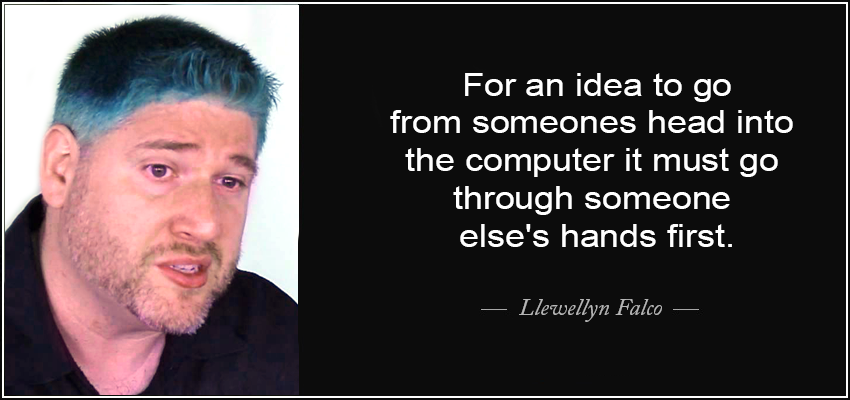 For an idea to go
from someones head into
the computer it must go
through someone
else's hands first.
— Llewellyn Falco —